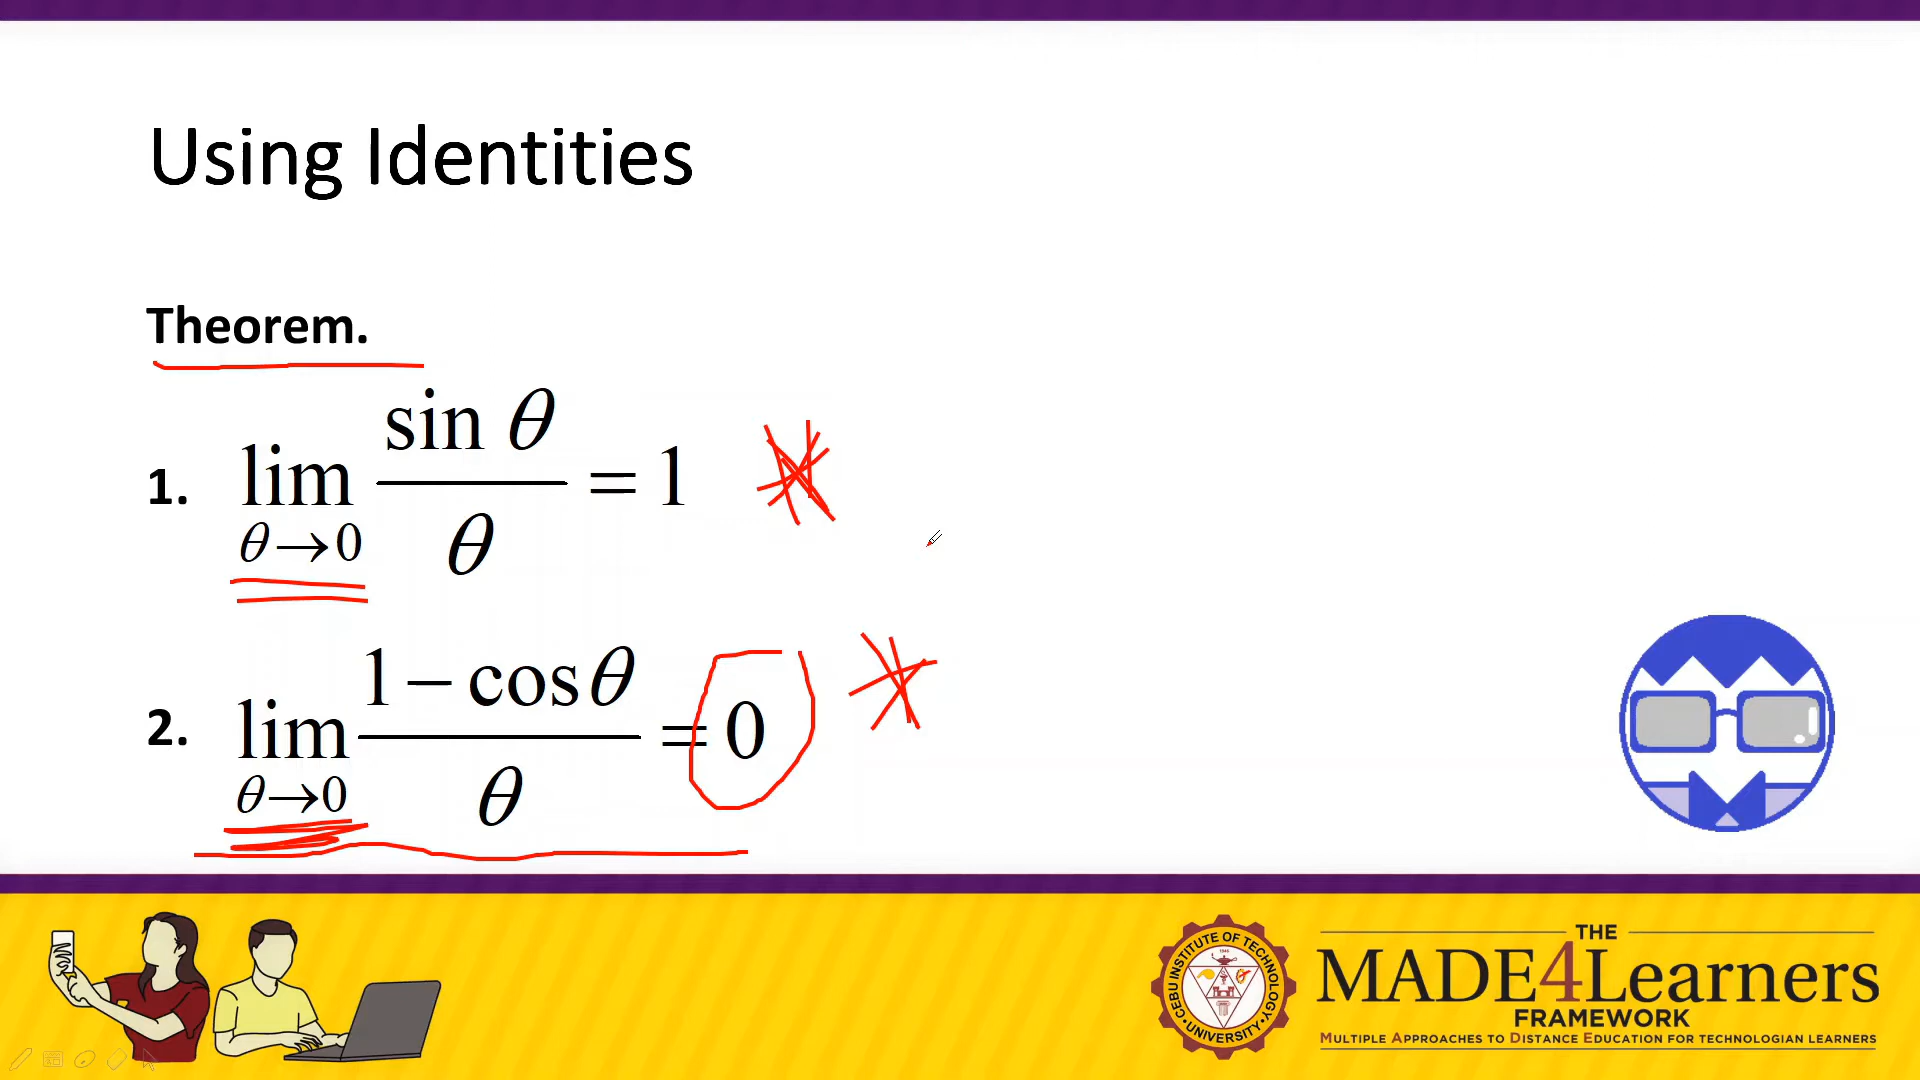 Using Identities
Theorem.
1. lim θ→0 sin θ / θ = 1
2. lim θ→0 1 − cos θ / θ = 0
CEBU INSTITUTE OF TECHNOLOGY
1946
• UNIVERSITY •
THE
MADE4Learners
FRAMEWORK
MULTIPLE APPROACHES TO DISTANCE EDUCATION FOR TECHNOLOGIAN LEARNERS